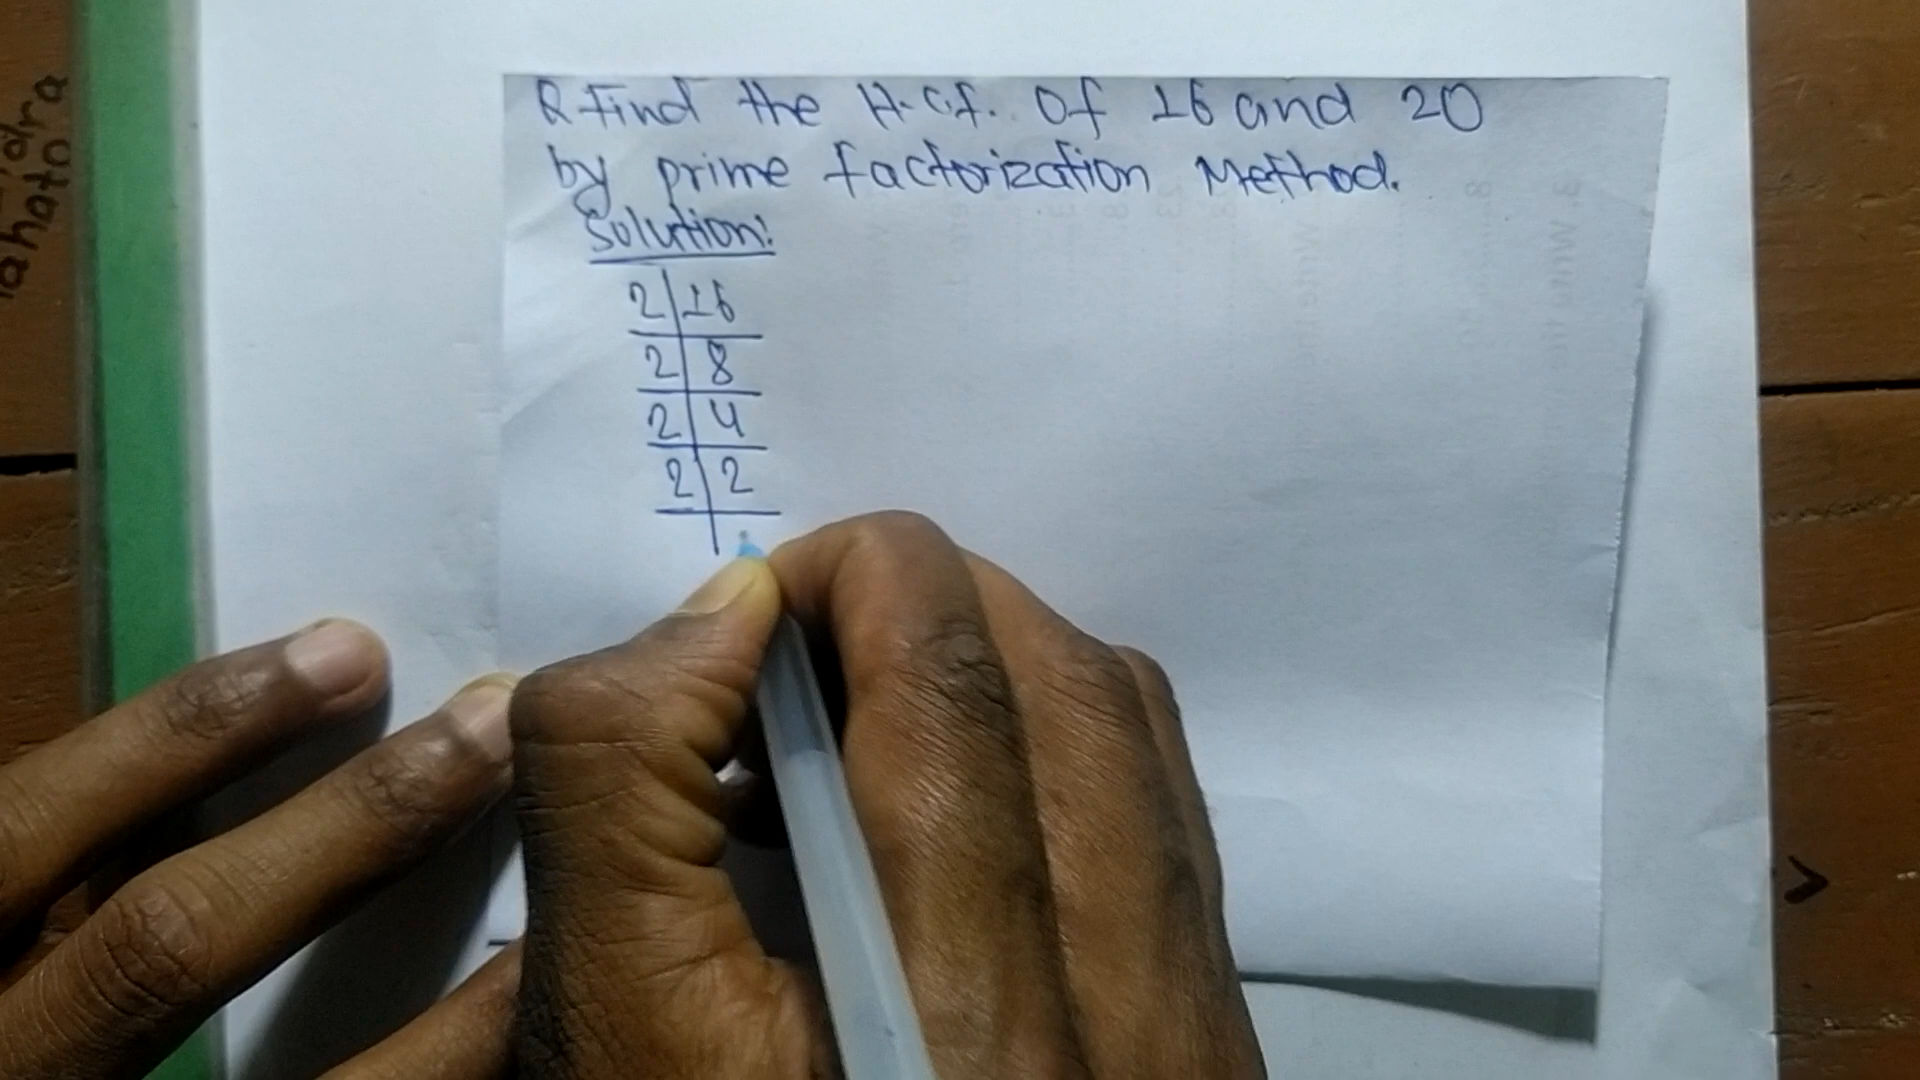 Q Find the H.C.f. Of 16 and 20
by prime factorization Method.
Solution:
2 16
2 8
2 4
2 2